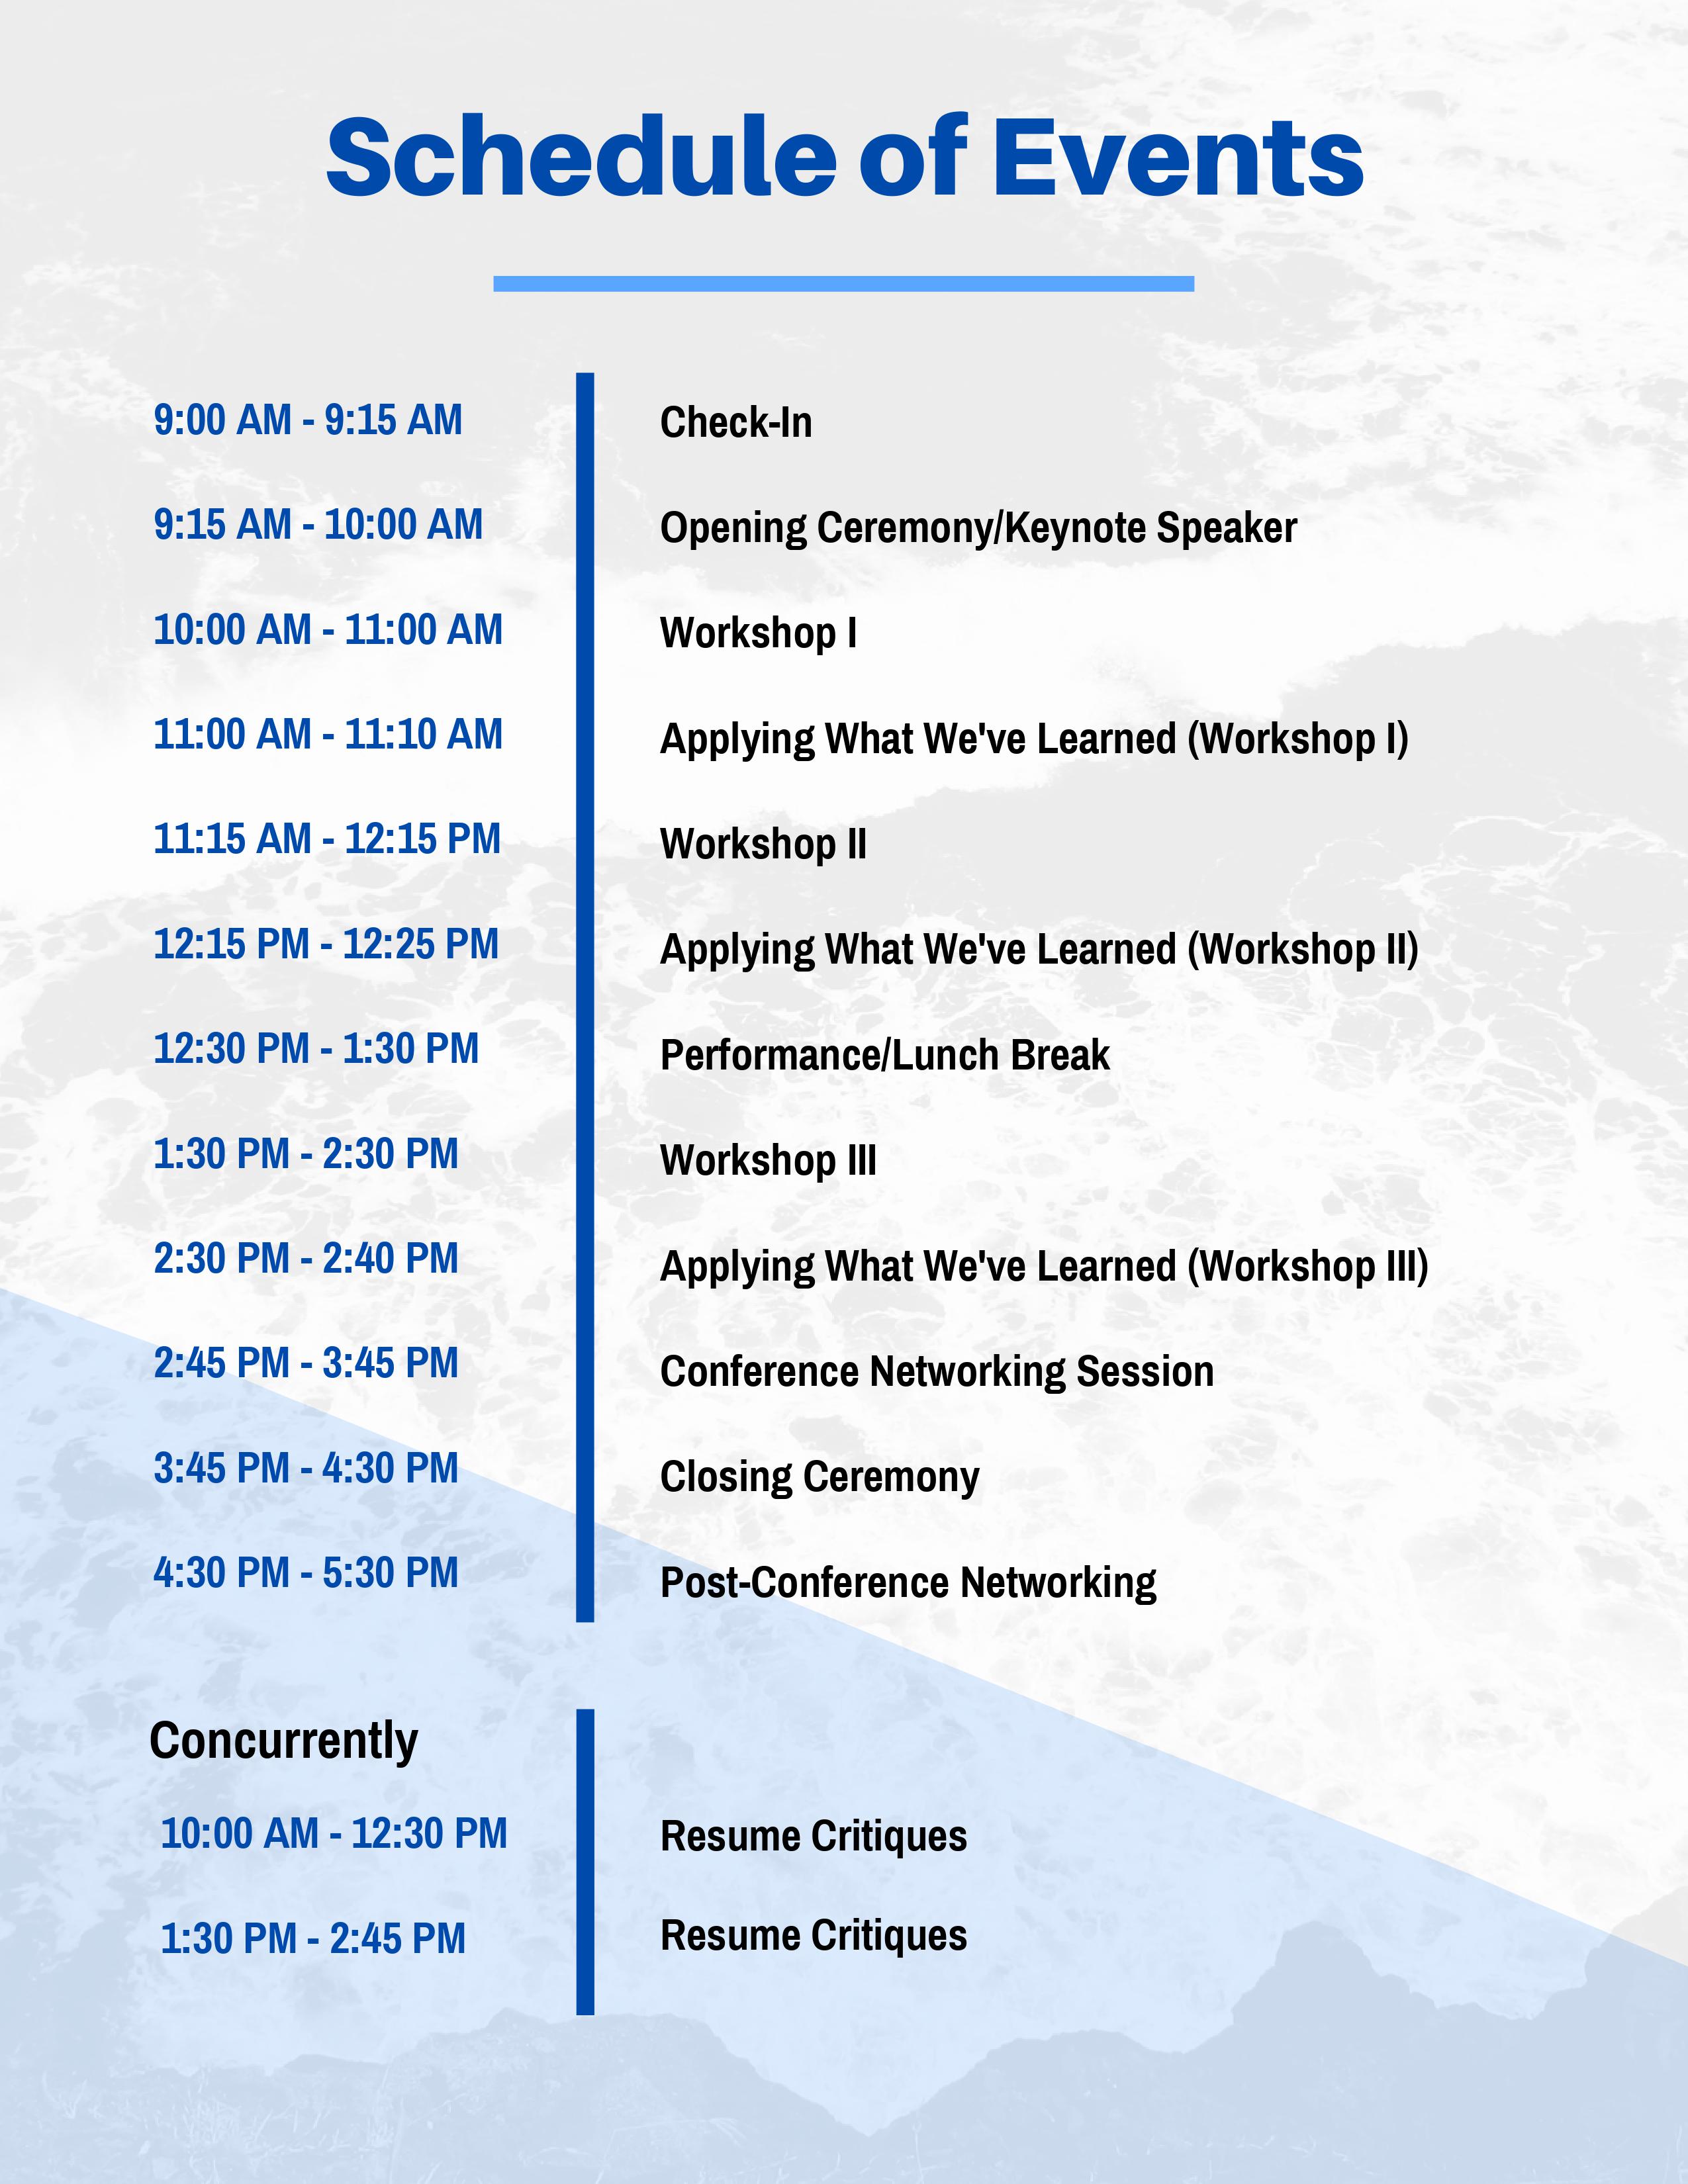 Schedule of Events
9:00 AM - 9:15 AM Check-In
9:15 AM - 10:00 AM Opening Ceremony/Keynote Speaker
10:00 AM - 11:00 AM Workshop I
11:00 AM - 11:10 AM Applying What We've Learned (Workshop I)
11:15 AM - 12:15 PM Workshop II
12:15 PM - 12:25 PM Applying What We've Learned (Workshop II)
12:30 PM - 1:30 PM Performance/Lunch Break
1:30 PM - 2:30 PM Workshop III
2:30 PM - 2:40 PM Applying What We've Learned (Workshop III)
2:45 PM - 3:45 PM Conference Networking Session
3:45 PM - 4:30 PM Closing Ceremony
4:30 PM - 5:30 PM Post-Conference Networking
Concurrently
10:00 AM - 12:30 PM Resume Critiques
1:30 PM - 2:45 PM Resume Critiques